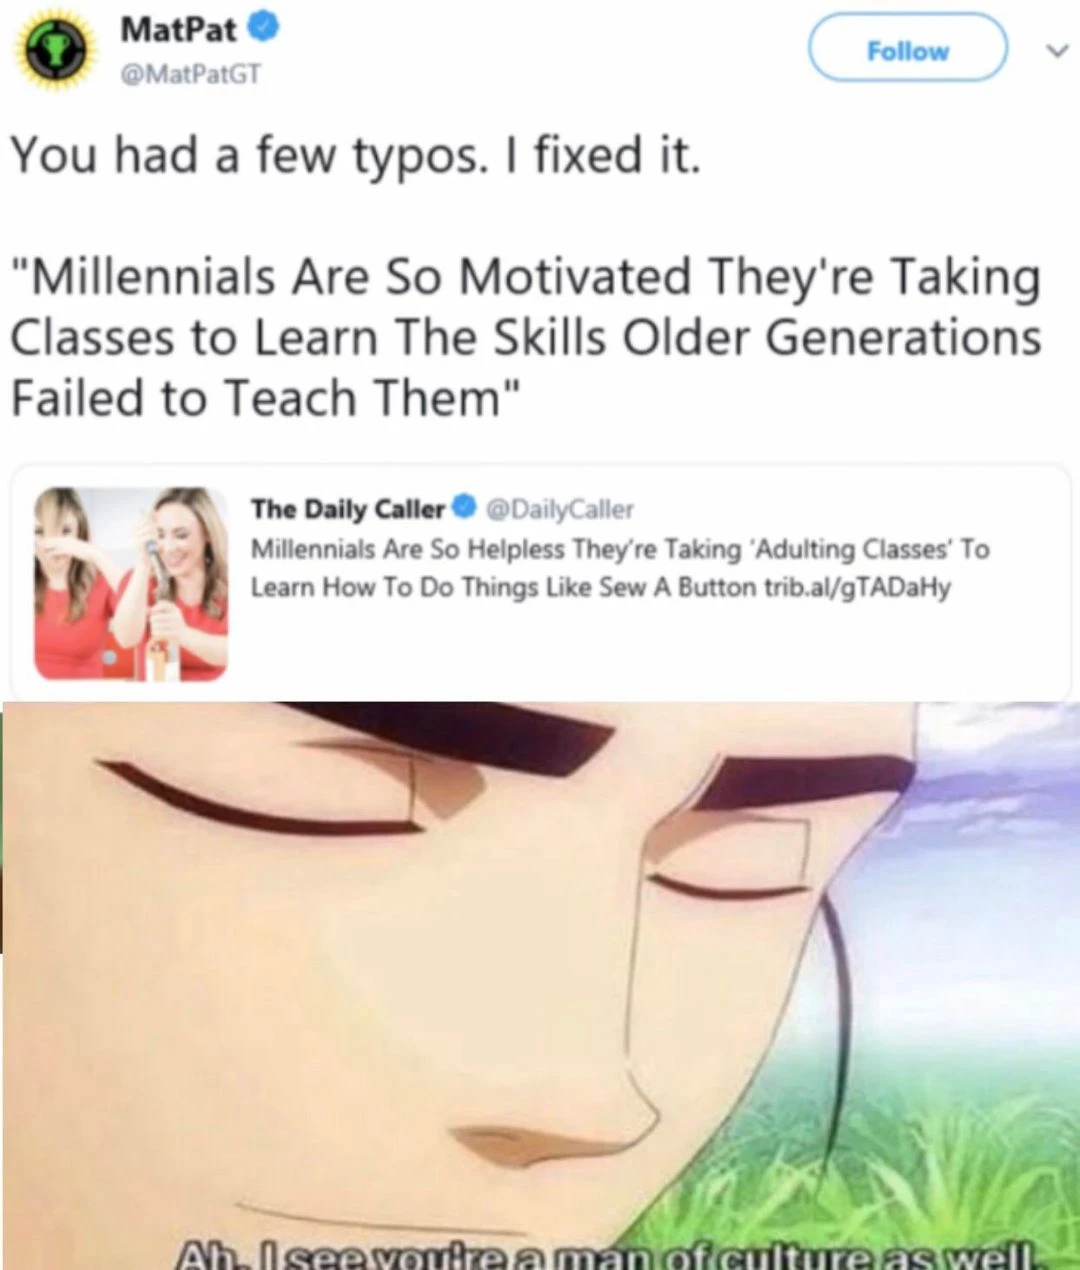 MatPat
@MatPatGT
Follow
You had a few typos. I fixed it.
"Millennials Are So Motivated They're Taking
Classes to Learn The Skills Older Generations
Failed to Teach Them"
The Daily Caller @DailyCaller
Millennials Are So Helpless They're Taking 'Adulting Classes' To
Learn How To Do Things Like Sew A Button trib.al/gTADaHy
Ah, I see you're a man of culture as well.